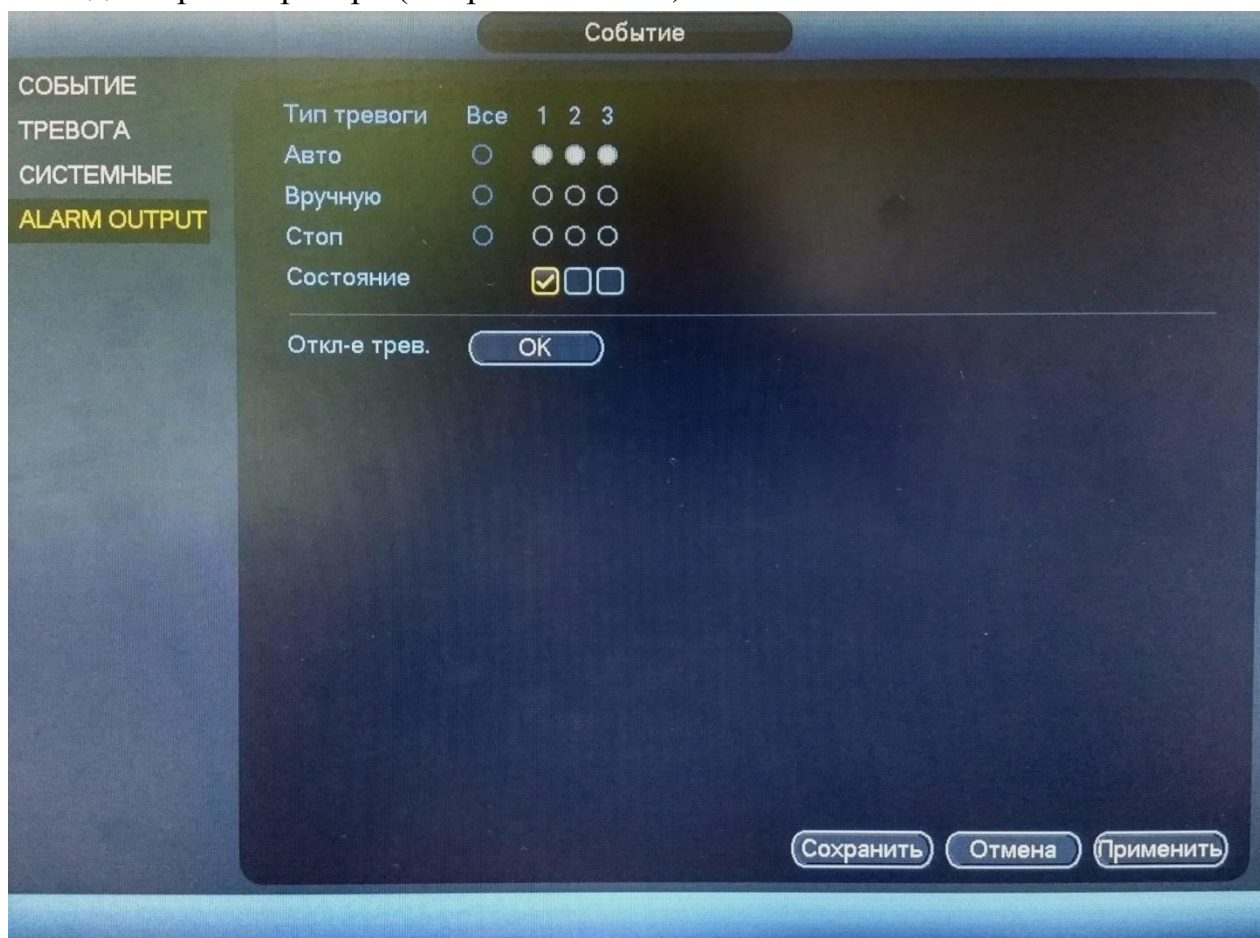 Событие
СОБЫТИЕ
ТРЕВОГА
СИСТЕМНЫЕ
ALARM OUTPUT
Тип тревоги Все 1 2 3
Авто
Вручную
Стоп
Состояние
Откл-е трев. OK
Сохранить Отмена Применить